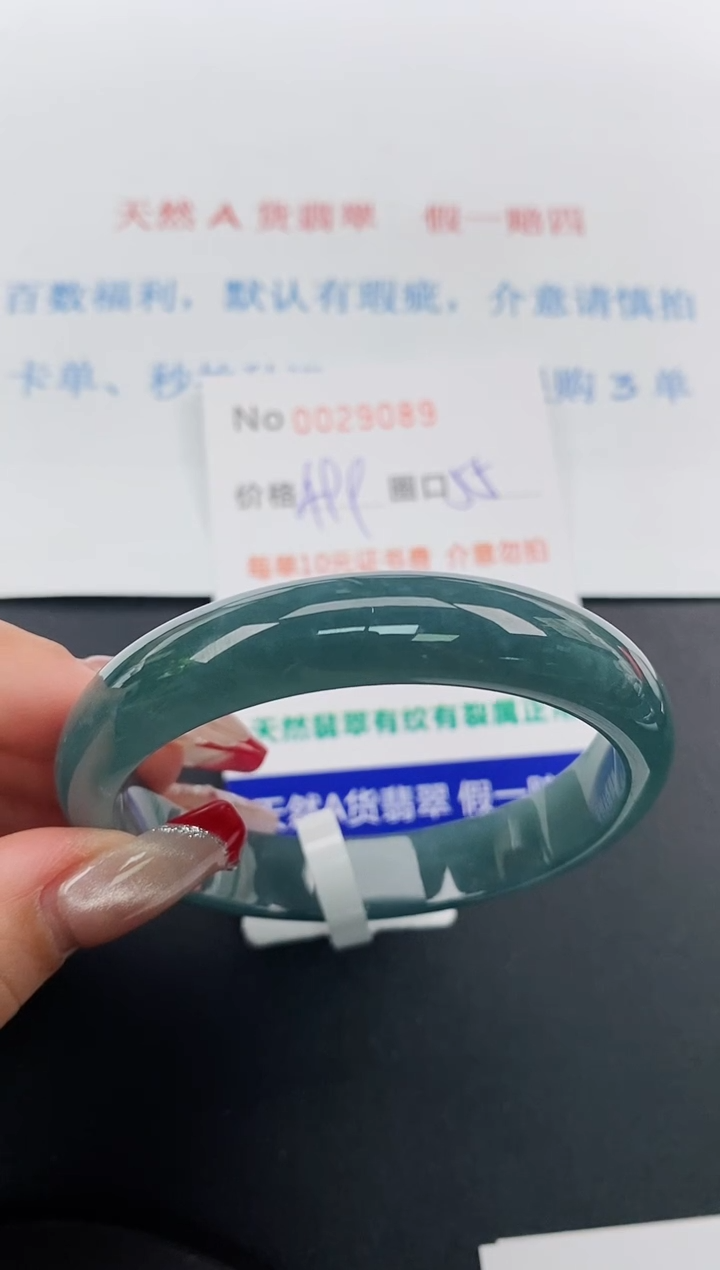 天然 A 货翡翠 假一赔四
百数福利，默认有瑕疵，介意请慎拍
卡单、秒
购 3 单
No 0029089
价格 圈口 55
每单10元证书费 介意勿拍
天然翡翠有纹有裂属正常
天然A货翡翠 假一赔